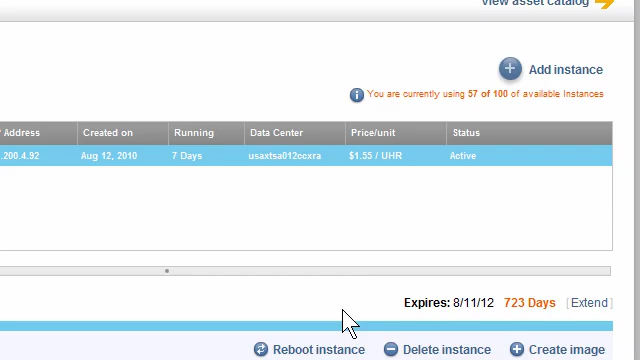 View asset catalog
Add instance
You are currently using 57 of 100 of available Instances
Address Created on Running Data Center Price/unit Status
.200.4.92 Aug 12, 2010 7 Days usaxtsa012ccxra $1.55 / UHR Active
Expires: 8/11/12 723 Days [Extend]
Reboot instance Delete instance Create image